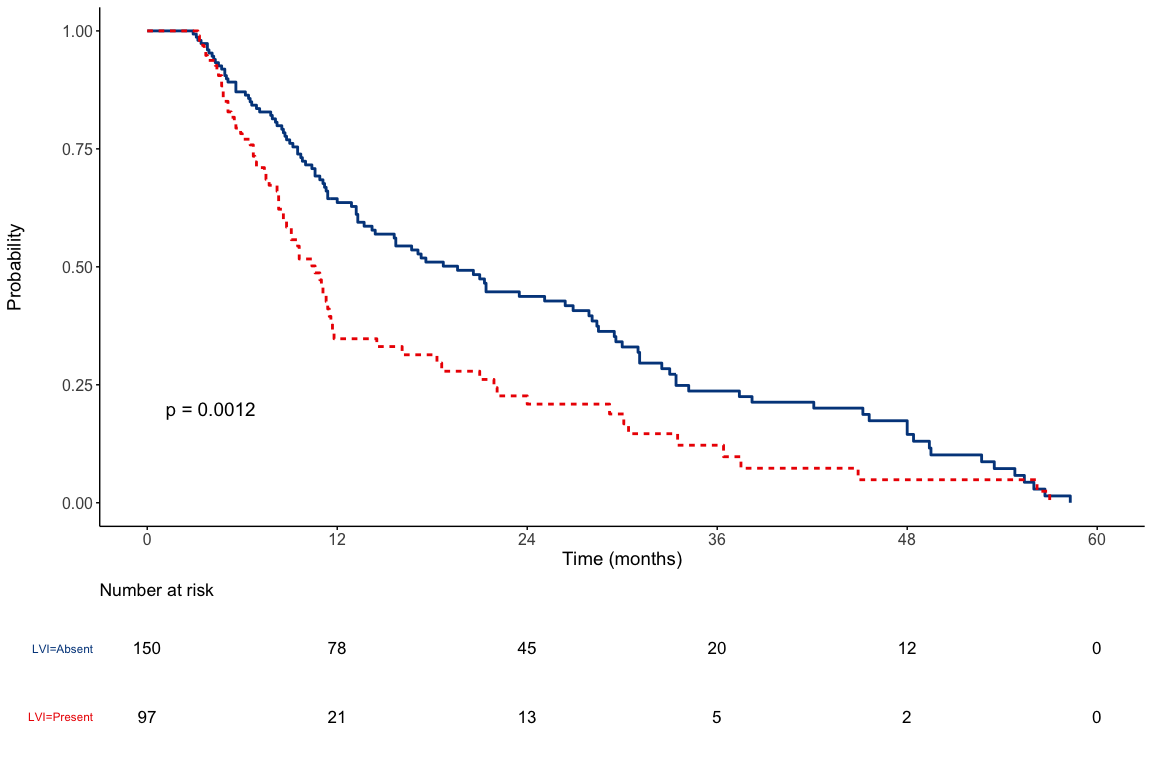 1.00
0.75
0.50
0.25
0.00
Probability
p = 0.0012
0 12 24 36 48 60
Time (months)
Number at risk
LVI=Absent 150 78 45 20 12 0
LVI=Present 97 21 13 5 2 0